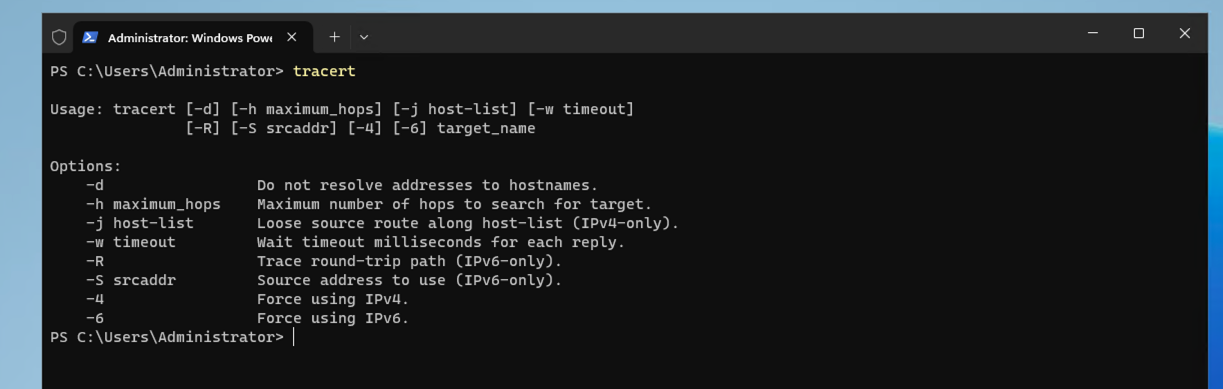 Administrator: Windows Powe
PS C:\Users\Administrator> tracert
Usage: tracert [-d] [-h maximum_hops] [-j host-list] [-w timeout]
               [-R] [-S srcaddr] [-4] [-6] target_name
Options:
    -d                 Do not resolve addresses to hostnames.
    -h maximum_hops    Maximum number of hops to search for target.
    -j host-list       Loose source route along host-list (IPv4-only).
    -w timeout         Wait timeout milliseconds for each reply.
    -R                 Trace round-trip path (IPv6-only).
    -S srcaddr         Source address to use (IPv6-only).
    -4                 Force using IPv4.
    -6                 Force using IPv6.
PS C:\Users\Administrator>